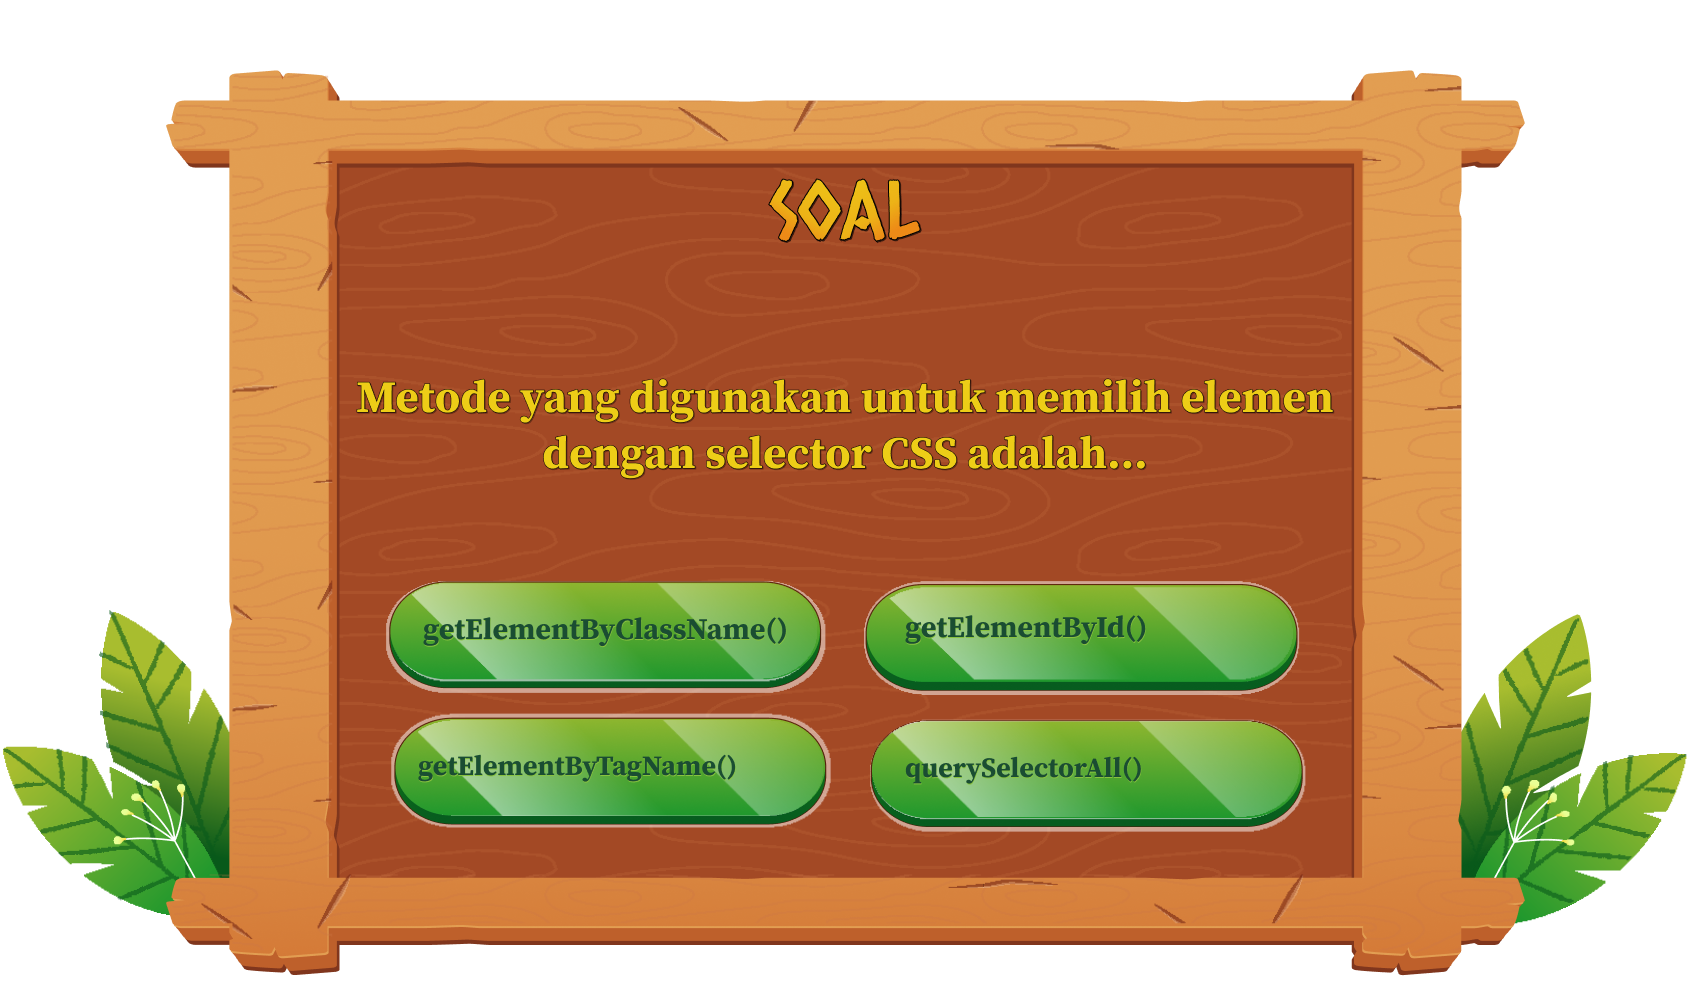 SOAL
Metode yang digunakan untuk memilih elemen
dengan selector CSS adalah...
getElementByClassName()
getElementById()
getElementByTagName()
querySelectorAll()